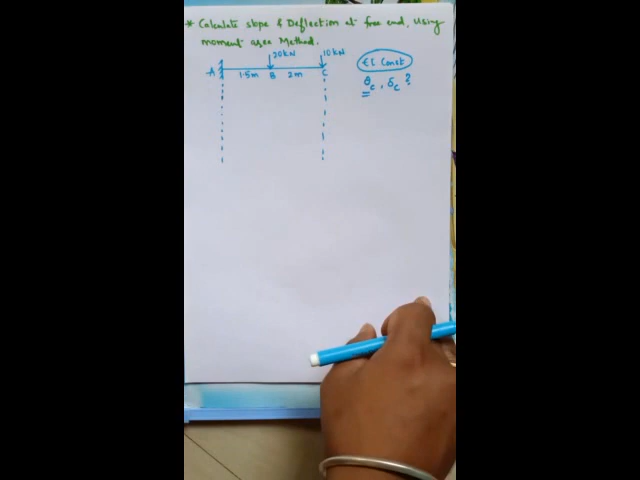 * Calculate slope & Deflection at free end, Using
moment area Method.
20kN
10kN
A
1.5m
B
2m
C
EI Const
θc, δc ?